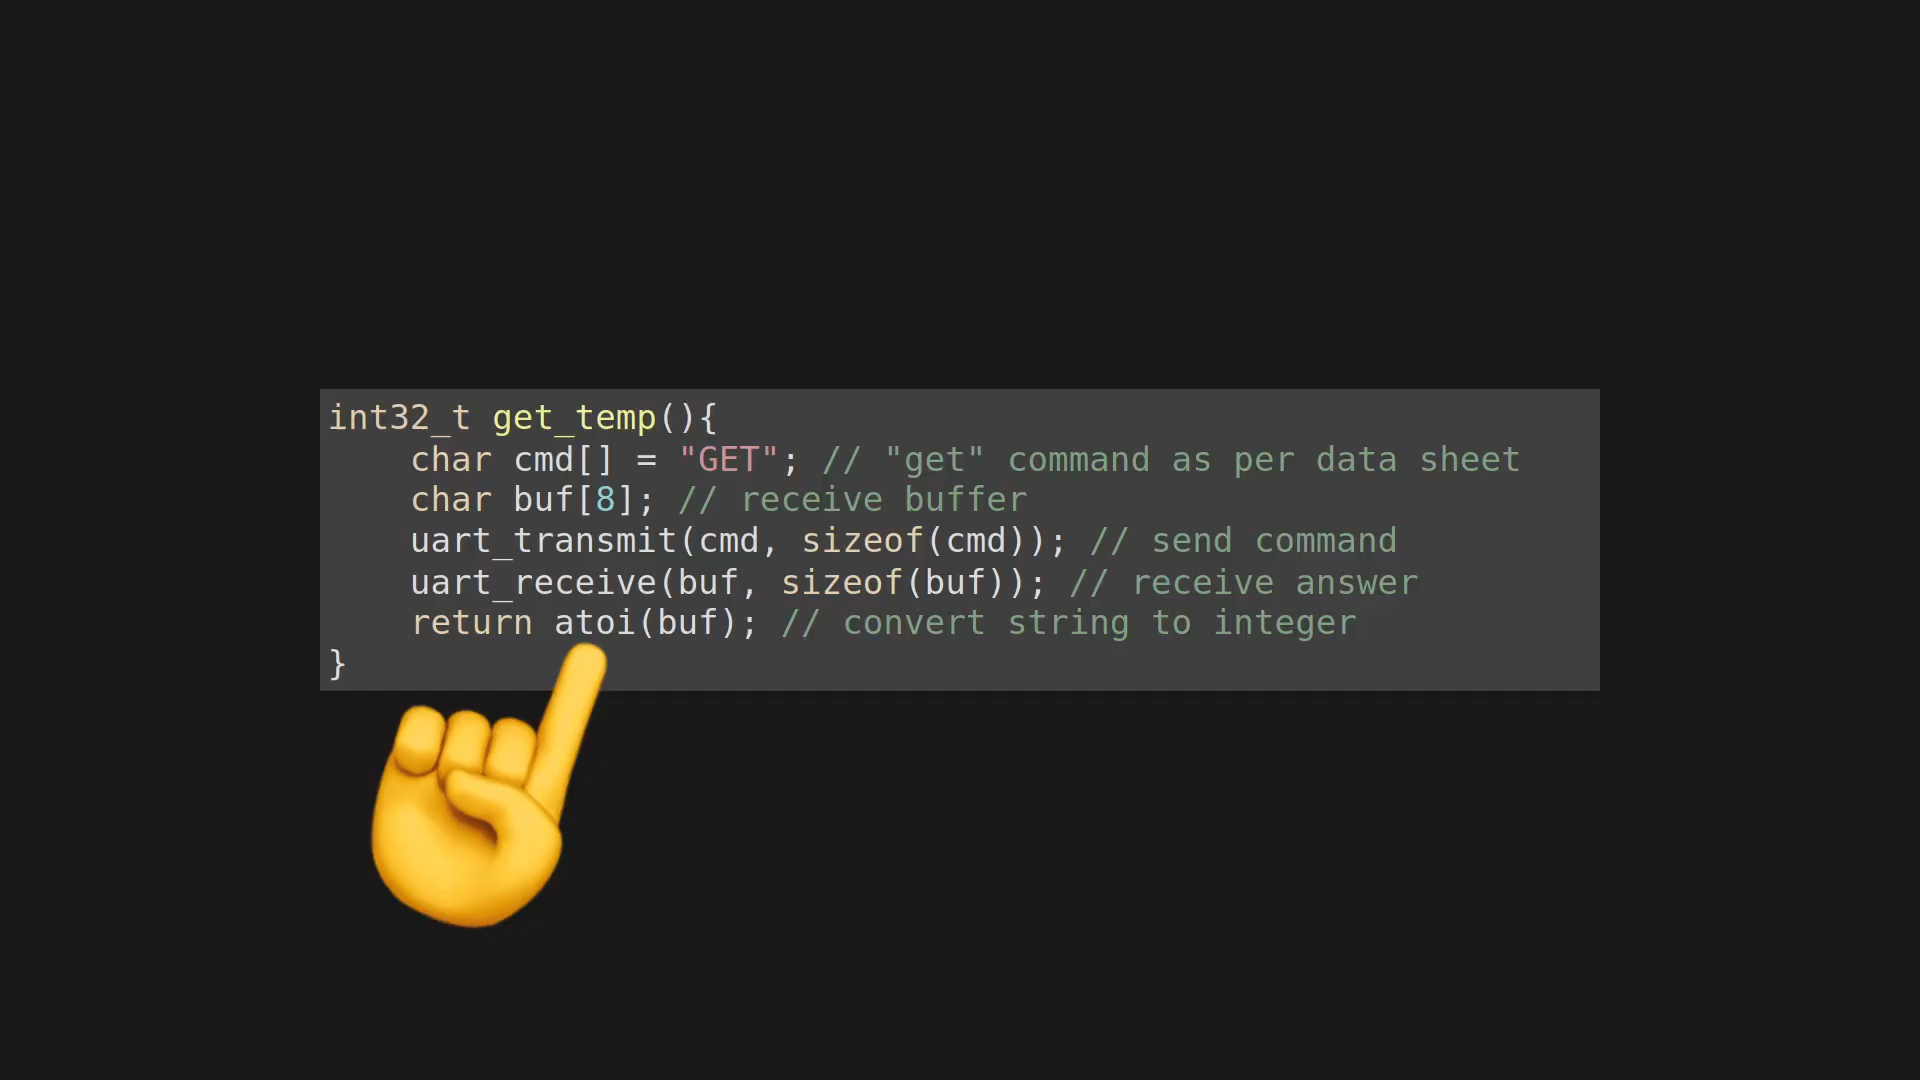 int32_t get_temp(){
    char cmd[] = "GET"; // "get" command as per data sheet
    char buf[8]; // receive buffer
    uart_transmit(cmd, sizeof(cmd)); // send command
    uart_receive(buf, sizeof(buf)); // receive answer
    return atoi(buf); // convert string to integer
}